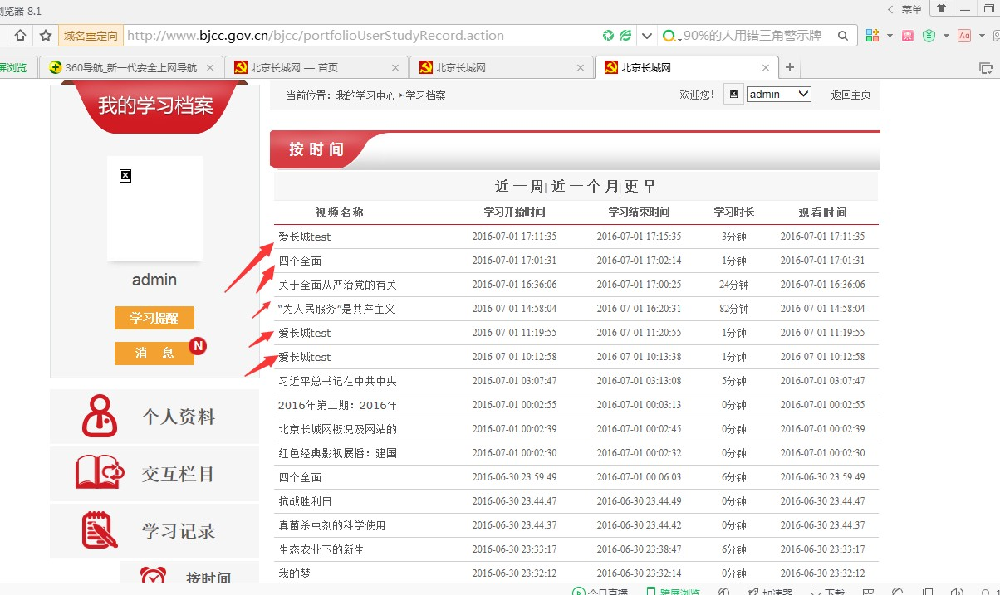 浏览器 8.1
菜单
域名重定向 http://www.bjcc.gov.cn/bjcc/portfolioUserStudyRecord.action 90%的人用错三角警示牌
屏浏览 360导航_新一代安全上网导航 北京长城网 — 首页 北京长城网 北京长城网
我的学习档案
admin
学习提醒
消 息 N
个人资料
交互栏目
学习记录
按时间
当前位置：我的学习中心▸学习档案 欢迎您！ admin 返回主页
按 时 间
近 一 周| 近 一 个 月| 更 早
视频名称 学习开始时间 学习结束时间 学习时长 观看时间
爱长城test 2016-07-01 17:11:35 2016-07-01 17:15:35 3分钟 2016-07-01 17:11:35
四个全面 2016-07-01 17:01:31 2016-07-01 17:02:14 1分钟 2016-07-01 17:01:31
关于全面从严治党的有关 2016-07-01 16:36:06 2016-07-01 17:00:25 24分钟 2016-07-01 16:36:06
“为人民服务”是共产主义 2016-07-01 14:58:04 2016-07-01 16:20:31 82分钟 2016-07-01 14:58:04
爱长城test 2016-07-01 11:19:55 2016-07-01 11:20:55 1分钟 2016-07-01 11:19:55
爱长城test 2016-07-01 10:12:58 2016-07-01 10:13:38 1分钟 2016-07-01 10:12:58
习近平总书记在中共中央 2016-07-01 03:07:47 2016-07-01 03:13:08 5分钟 2016-07-01 03:07:47
2016年第二期：2016年 2016-07-01 00:02:55 2016-07-01 00:03:13 0分钟 2016-07-01 00:02:55
北京长城网概况及网站的 2016-07-01 00:02:39 2016-07-01 00:02:45 0分钟 2016-07-01 00:02:39
红色经典影视展播：建国 2016-07-01 00:02:30 2016-07-01 00:02:32 0分钟 2016-07-01 00:02:30
四个全面 2016-06-30 23:59:49 2016-07-01 00:06:03 6分钟 2016-06-30 23:59:49
抗战胜利日 2016-06-30 23:44:47 2016-06-30 23:44:49 0分钟 2016-06-30 23:44:47
真菌杀虫剂的科学使用 2016-06-30 23:44:37 2016-06-30 23:44:42 0分钟 2016-06-30 23:44:37
生态农业下的新生 2016-06-30 23:33:17 2016-06-30 23:38:47 6分钟 2016-06-30 23:33:17
我的梦 2016-06-30 23:32:12 2016-06-30 23:32:14 0分钟 2016-06-30 23:32:12
今日直播 跨屏浏览 加速器 下载